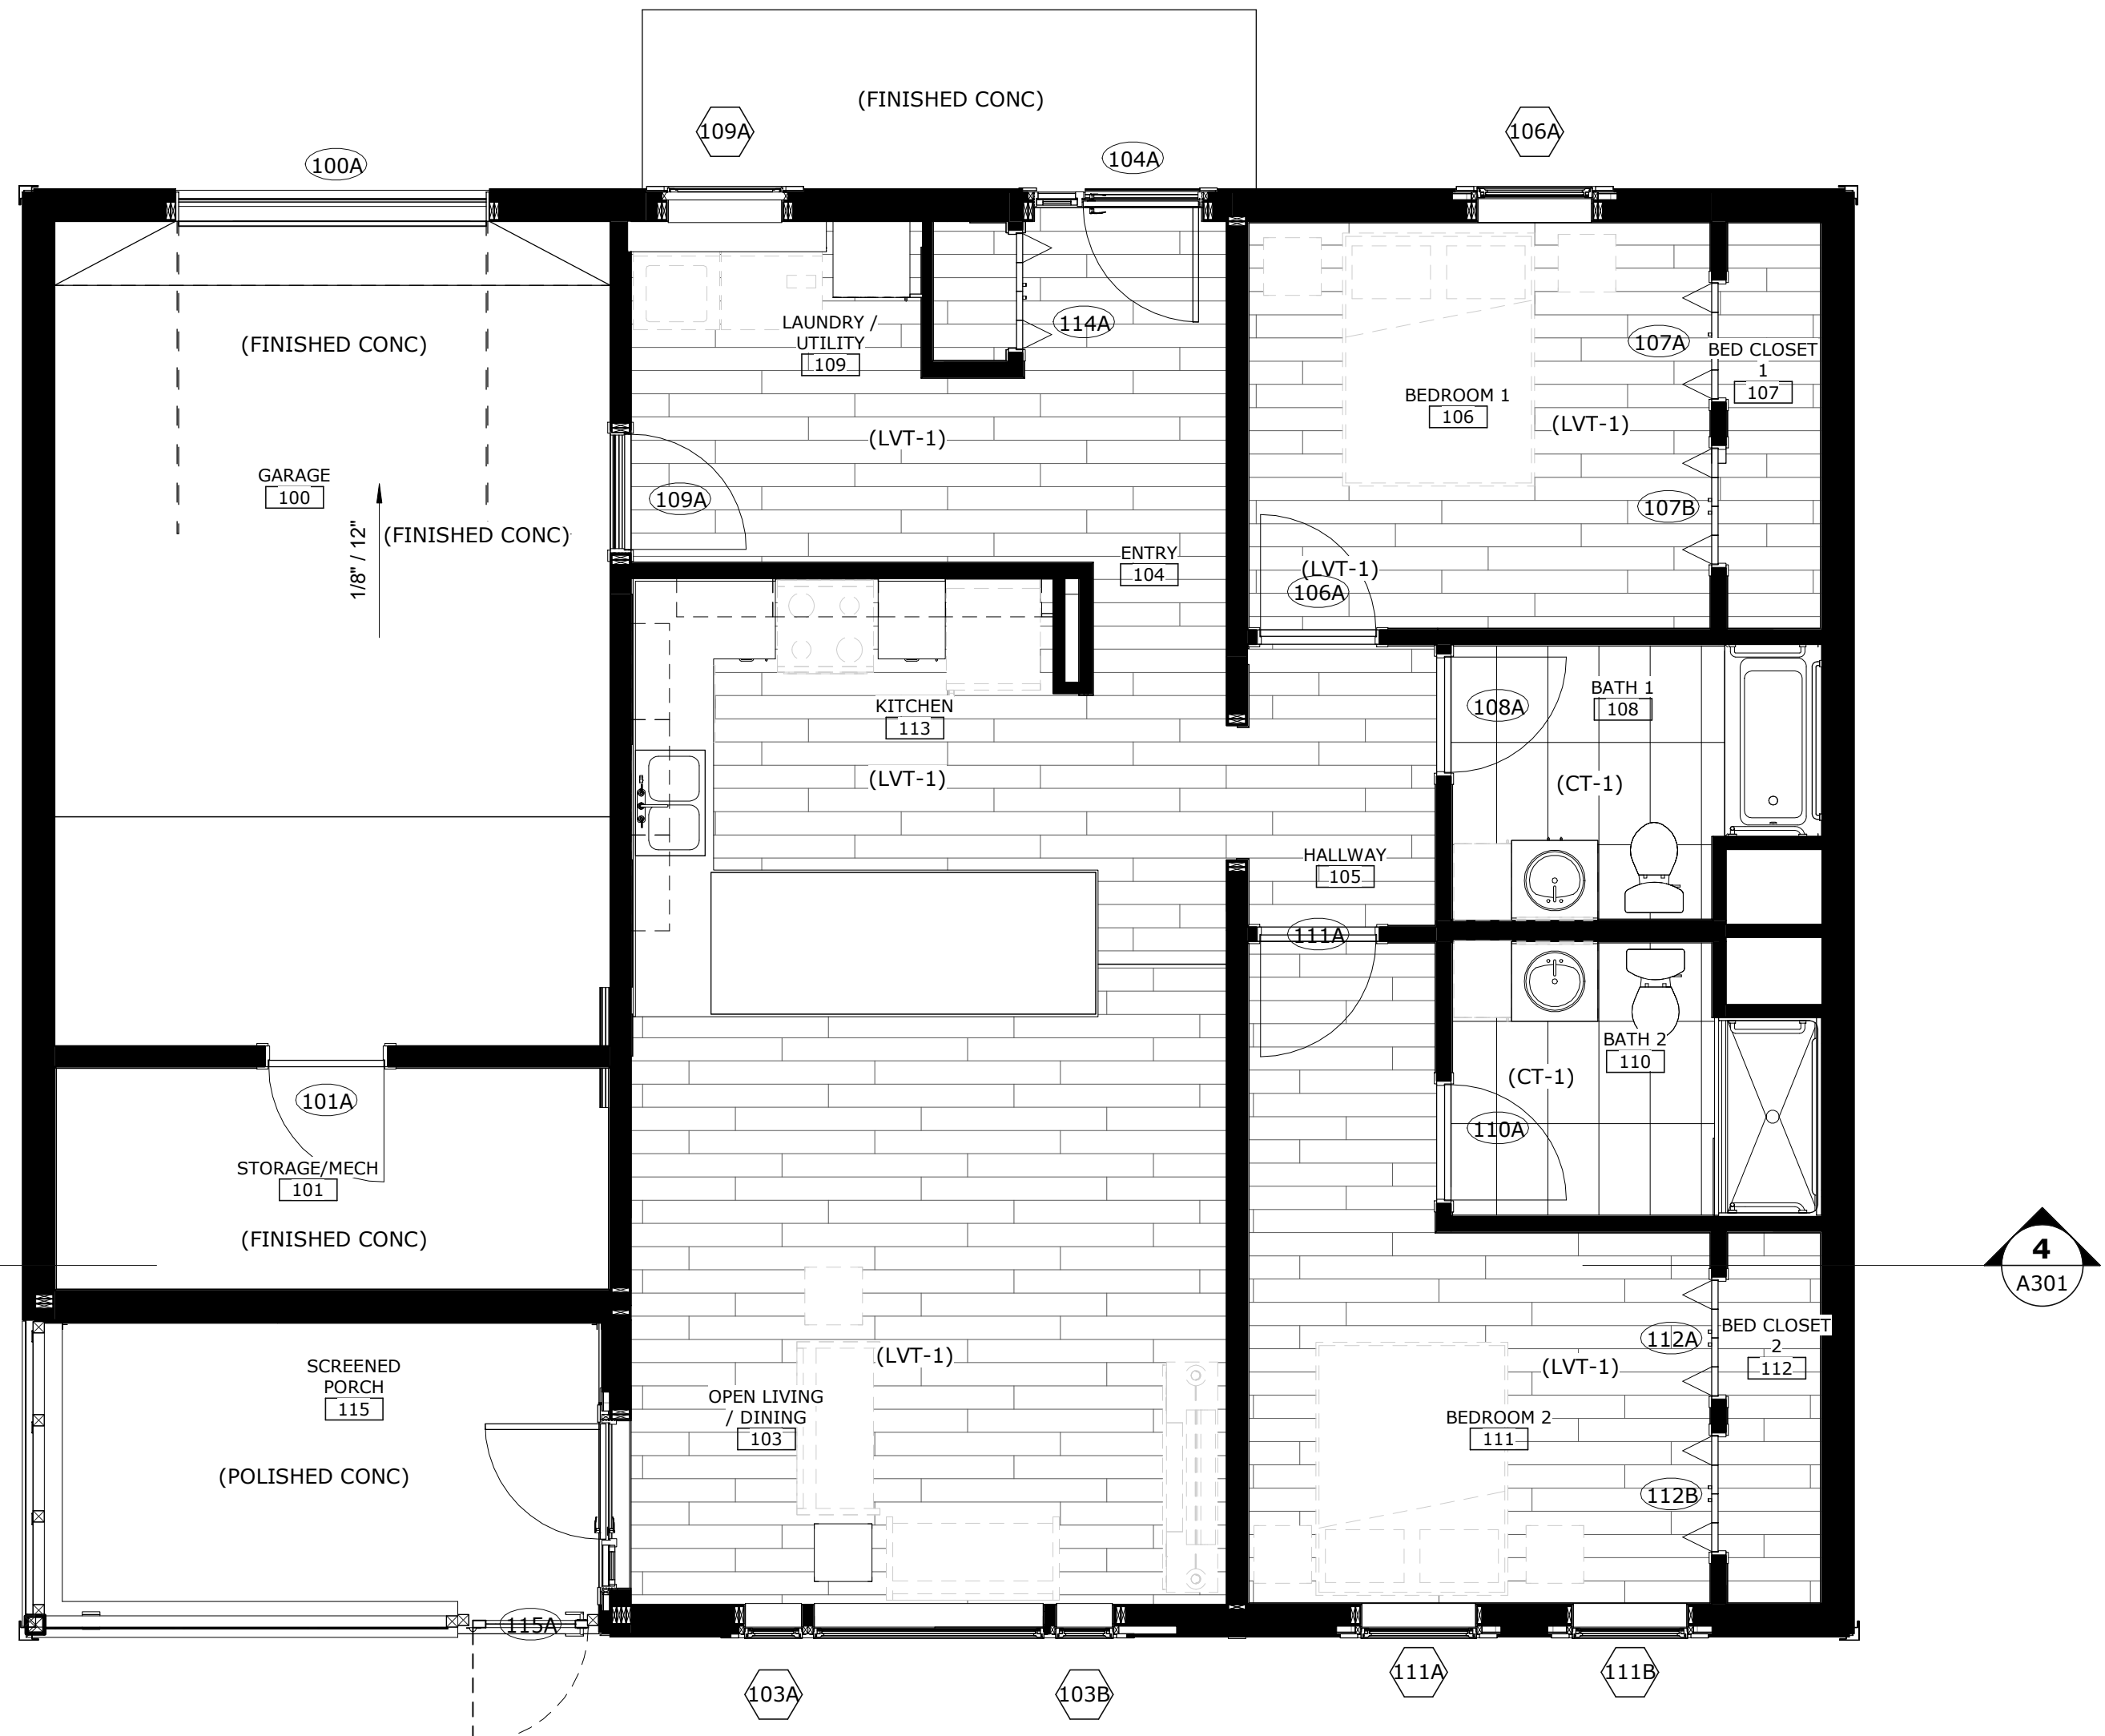 (FINISHED CONC)
109A
106A
100A
104A
LAUNDRY /
UTILITY
109
114A
(FINISHED CONC)
107A
BED CLOSET
1
107
BEDROOM 1
106
(LVT-1)
(LVT-1)
GARAGE
100
109A
107B
1/8" / 12"
(FINISHED CONC)
ENTRY
104
(LVT-1)
106A
KITCHEN
113
108A
BATH 1
108
(LVT-1)
(CT-1)
HALLWAY
105
111A
BATH 2
110
(CT-1)
101A
110A
STORAGE/MECH
101
(FINISHED CONC)
4
A301
SCREENED
PORCH
115
(LVT-1)
112A
BED CLOSET
2
112
(LVT-1)
OPEN LIVING
/ DINING
103
BEDROOM 2
111
(POLISHED CONC)
112B
115A
103A
103B
111A
111B